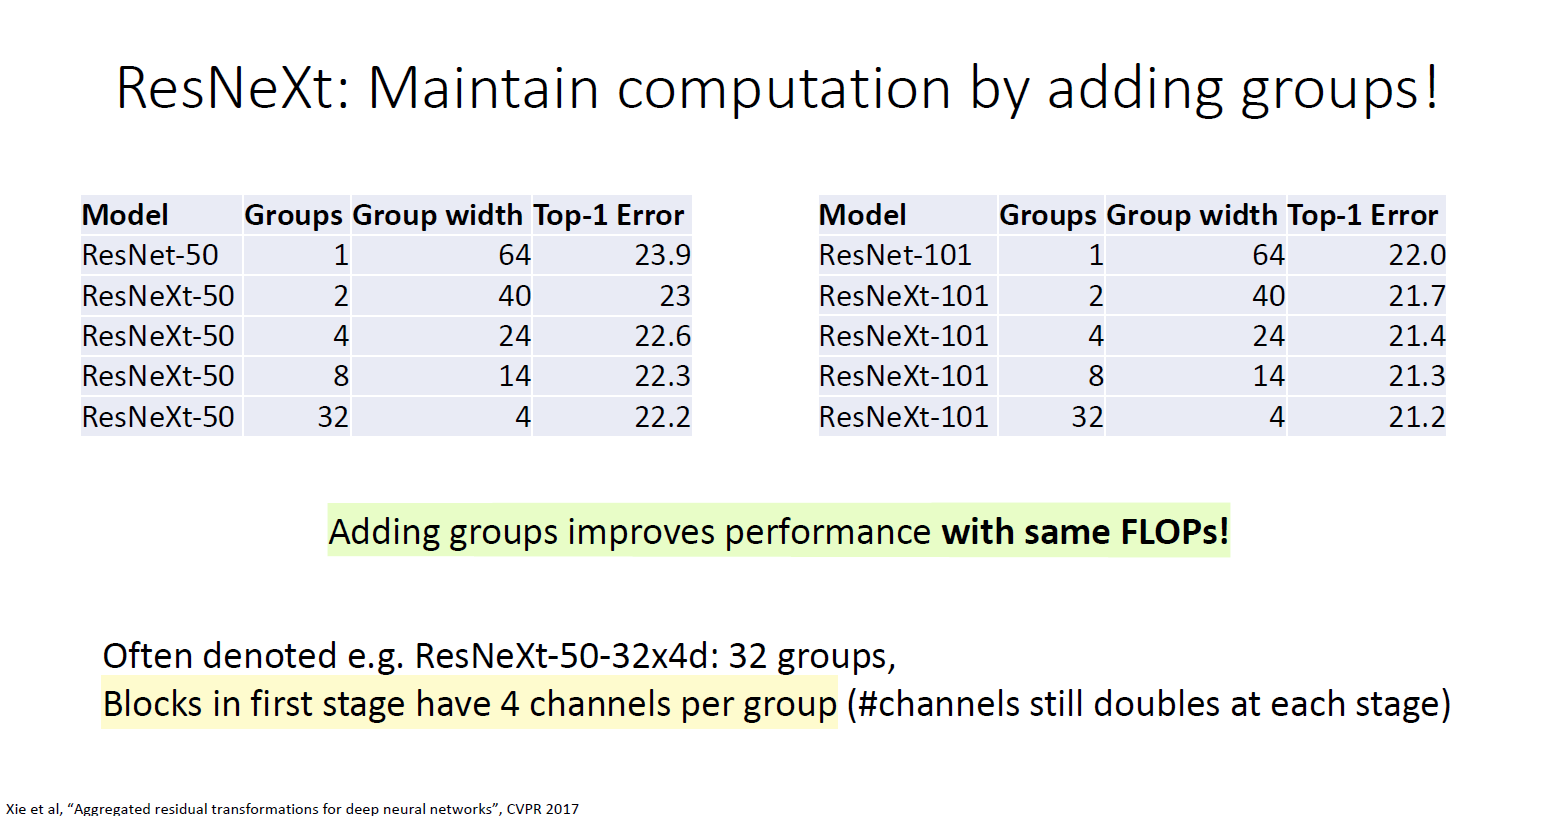 ResNeXt: Maintain computation by adding groups!
Model Groups Group width Top-1 Error
ResNet-50 1 64 23.9
ResNeXt-50 2 40 23
ResNeXt-50 4 24 22.6
ResNeXt-50 8 14 22.3
ResNeXt-50 32 4 22.2
Model Groups Group width Top-1 Error
ResNet-101 1 64 22.0
ResNeXt-101 2 40 21.7
ResNeXt-101 4 24 21.4
ResNeXt-101 8 14 21.3
ResNeXt-101 32 4 21.2
Adding groups improves performance with same FLOPs!
Often denoted e.g. ResNeXt-50-32x4d: 32 groups,
Blocks in first stage have 4 channels per group (#channels still doubles at each stage)
Xie et al, “Aggregated residual transformations for deep neural networks”, CVPR 2017